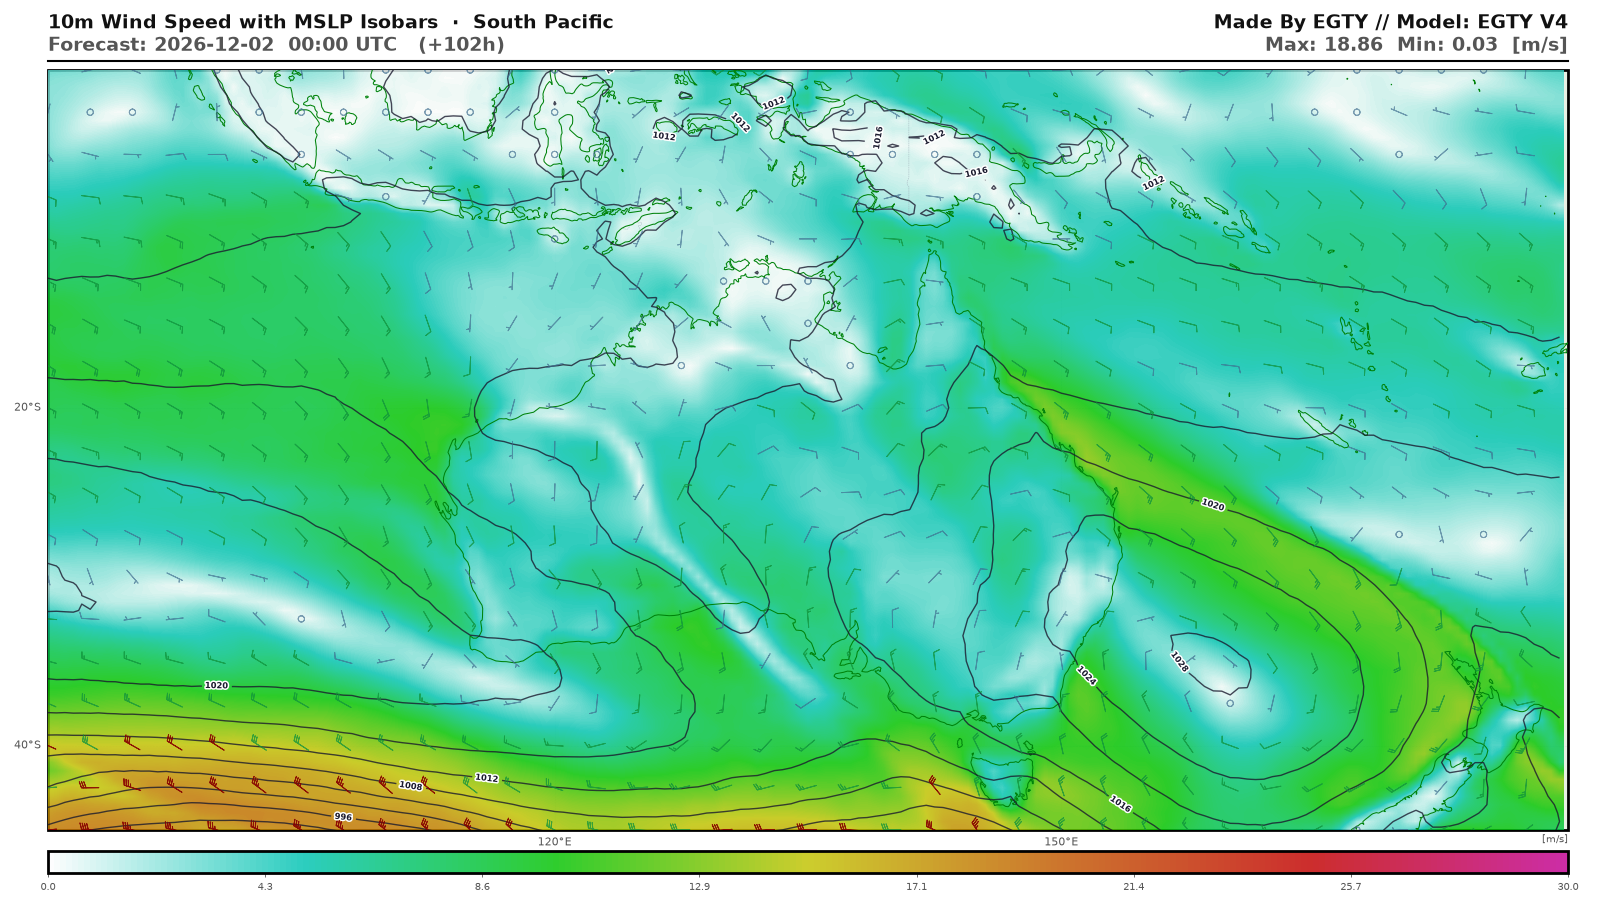 10m Wind Speed with MSLP Isobars · South Pacific
Made By EGTY // Model: EGTY V4
Forecast: 2026-12-02 00:00 UTC (+102h)
Max: 18.86 Min: 0.03 [m/s]
1012
1012
1012
1016
1012
1016
1012
20°S
1020
1028
1024
1020
40°S
1012
1008
1016
996
120°E
150°E
[m/s]
0.0
4.3
8.6
12.9
17.1
21.4
25.7
30.0